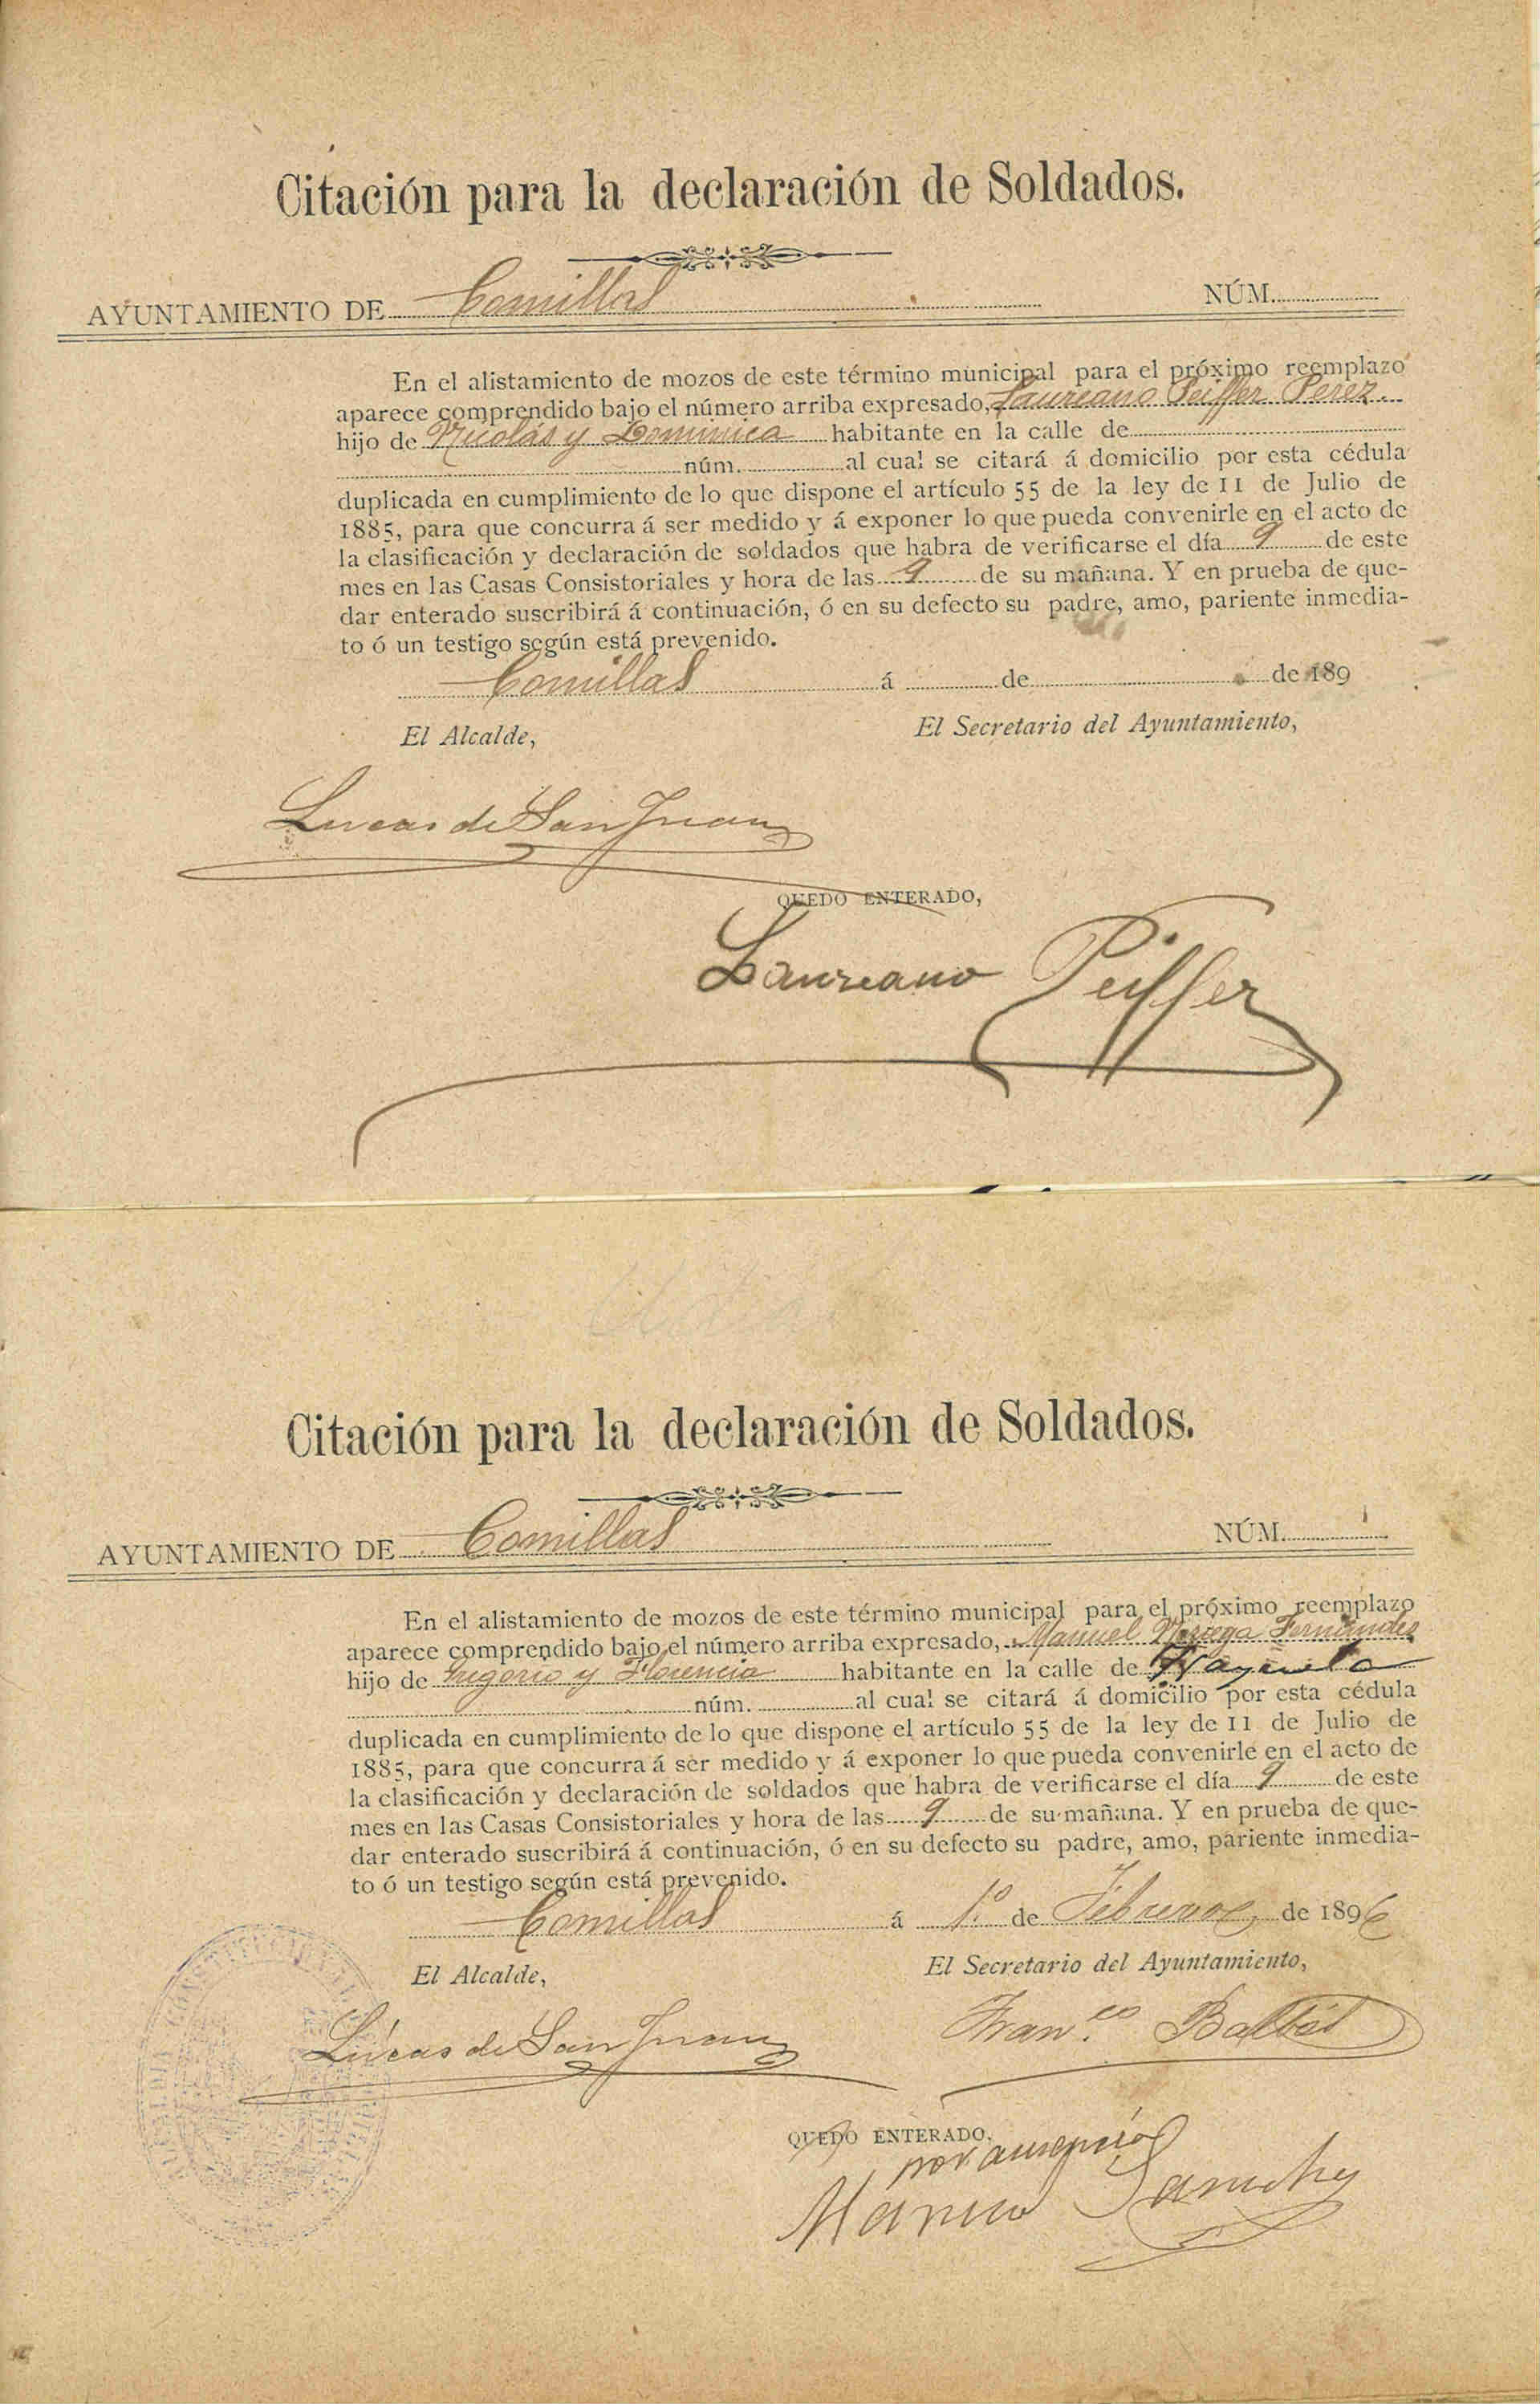 Citación para la declaración de Soldados.
AYUNTAMIENTO DE Comillas NÚM.
En el alistamiento de mozos de este término municipal para el próximo reemplazo
aparece comprendido bajo el número arriba expresado, Laureano Peiffer Perez
hijo de Nicolás y Dominica habitante en la calle de
núm. al cual se citará á domicilio por esta cédula
duplicada en cumplimiento de lo que dispone el artículo 55 de la ley de 11 de Julio de
1885, para que concurra á ser medido y á exponer lo que pueda convenirle en el acto de
la clasificación y declaración de soldados que habra de verificarse el día 9 de este
mes en las Casas Consistoriales y hora de las 9 de su mañana. Y en prueba de que-
dar enterado suscribirá á continuación, ó en su defecto su padre, amo, pariente inmedia-
to ó un testigo según está prevenido.
Comillas á de de 189
El Alcalde, El Secretario del Ayuntamiento,
Lucas de San Juan
QUEDO ENTERADO,
Laureano Peiffer
Citación para la declaración de Soldados.
AYUNTAMIENTO DE Comillas NÚM.
En el alistamiento de mozos de este término municipal para el próximo reemplazo
aparece comprendido bajo el número arriba expresado, Manuel Noriega Fernandez
hijo de Gregorio y Florencia habitante en la calle de
núm. al cual se citará á domicilio por esta cédula
duplicada en cumplimiento de lo que dispone el artículo 55 de la ley de 11 de Julio de
1885, para que concurra á ser medido y á exponer lo que pueda convenirle en el acto de
la clasificación y declaración de soldados que habra de verificarse el día 9 de este
mes en las Casas Consistoriales y hora de las 9 de su mañana. Y en prueba de que-
dar enterado suscribirá á continuación, ó en su defecto su padre, amo, pariente inmedia-
to ó un testigo según está prevenido.
Comillas á 1.º de Febrero de 1896
El Alcalde, El Secretario del Ayuntamiento,
Lucas de San Juan Fran.co
QUEDO ENTERADO,
por ausencia
Sanchez